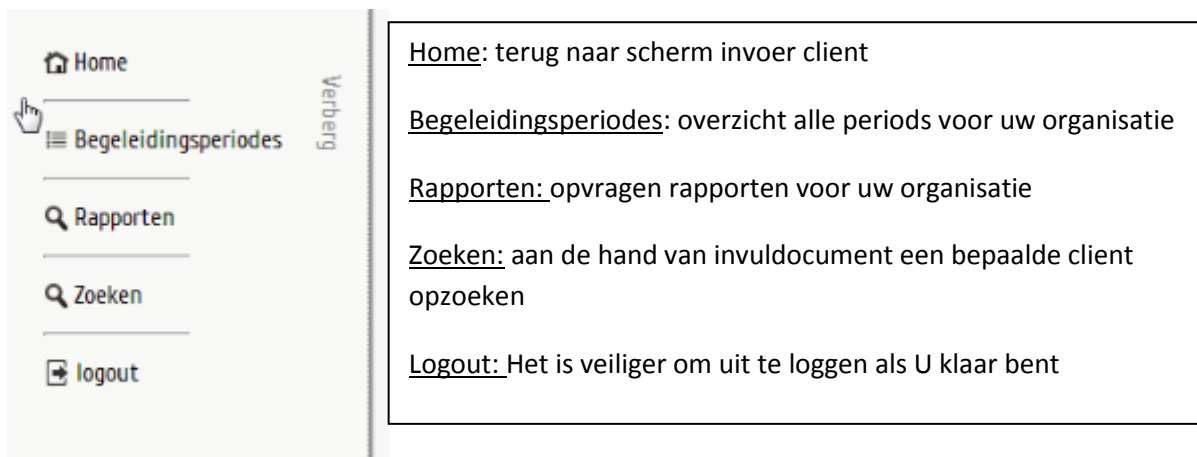 Home
Begeleidingsperiodes
Rapporten
Zoeken
logout
Verberg
Home: terug naar scherm invoer client
Begeleidingsperiodes: overzicht alle periods voor uw organisatie
Rapporten: opvragen rapporten voor uw organisatie
Zoeken: aan de hand van invuldocument een bepaalde client
opzoeken
Logout: Het is veiliger om uit te loggen als U klaar bent